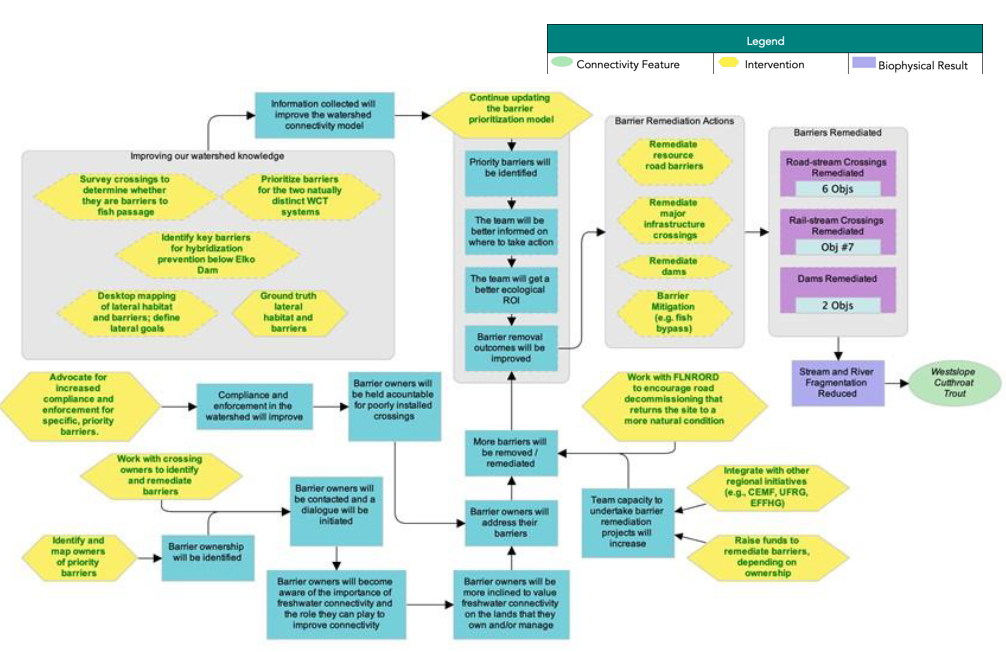 Legend
Connectivity Feature
Intervention
Biophysical Result
Information collected will
improve the watershed
connectivity model
Continue updating
the barrier
prioritization model
Improving our watershed knowledge
Survey crossings to
determine whether
they are barriers to
fish passage
Prioritize barriers
for the two natually
distinct WCT
systems
Identify key barriers
for hybridization
prevention below Elko
Dam
Desktop mapping
of lateral habitat
and barriers; define
lateral goals
Ground truth
lateral
habitat and
barriers
Priority barriers will
be identified
The team will be
better informed on
where to take action
The team will get a
better ecological
ROI
Barrier removal
outcomes will be
improved
Barrier Remediation Actions
Remediate
resource
road barriers
Remediate
major
infrastructure
crossings
Remediate
dams
Barrier
Mitigation
(e.g. fish
bypass)
Barriers Remediated
Road-stream Crossings
Remediated
6 Objs
Rail-stream Crossings
Remediated
Obj #7
Dams Remediated
2 Objs
Stream and River
Fragmentation
Reduced
Westslope
Cutthroat
Trout
Advocate for
increased
compliance and
enforcement for
specific, priority
barriers.
Compliance and
enforcement in the
watershed will improve
Barrier owners will
be held acountable
for poorly installed
crossings
Work with FLNRORD
to encourage road
decommissioning that
returns the site to a
more natural condition
More barriers will
be removed /
remediated
Work with crossing
owners to identify
and remediate
barriers
Identify and
map owners
of priority
barriers
Barrier ownership
will be identified
Barrier owners will
be contacted and a
dialogue will be
initiated
Barrier owners will
address their
barriers
Team capacity to
undertake barrier
remediation
projects will
increase
Integrate with other
regional initiatives
(e.g., CEMF, UFRG,
EFFHG)
Raise funds to
remediate barriers,
depending on
ownership
Barrier owners will become
aware of the importance of
freshwater connectivity and
the role they can play to
improve connectivity
Barrier owners will be
more inclined to value
freshwater connectivity
on the lands that they
own and/or manage